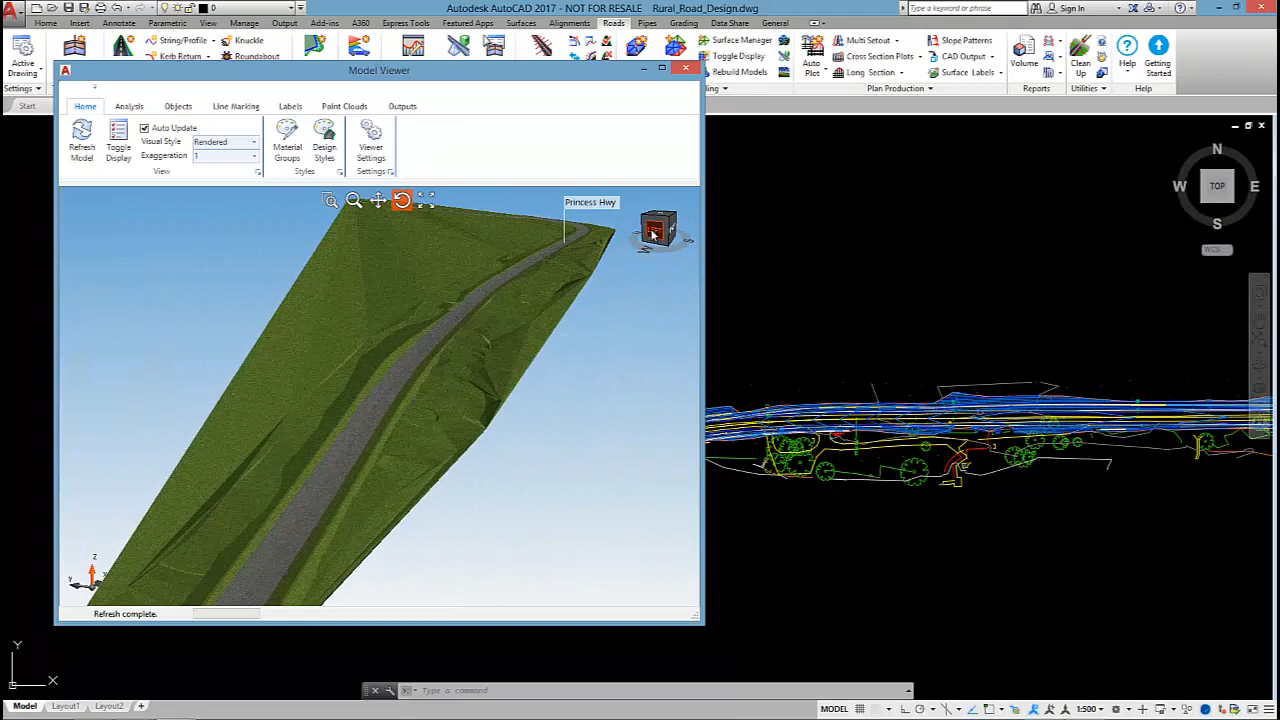 Autodesk AutoCAD 2017 - NOT FOR RESALE Rural_Road_Design.dwg
Type a keyword or phrase
Sign In
0
Home Insert Annotate Parametric View Manage Output Add-ins A360 Express Tools Featured Apps Surfaces Alignments Roads Pipes Grading Data Share General
String/Profile
Kerb Return
Knuckle
Roundabout
Active
Drawing
Settings
Surface Manager
Toggle Display
Rebuild Models
Auto
Plot
Multi Setout
Cross Section Plots
Long Section
Slope Patterns
CAD Output
Surface Labels
Plan Production
Volume
Reports
Clean
Up
Utilities
Help
Getting
Started
Help
Start
Model Viewer
Home Analysis Objects Line Marking Labels Point Clouds Outputs
Refresh
Model
Toggle
Display
Auto Update
Visual Style Rendered
Exaggeration 1
View
Material
Groups
Design
Styles
Styles
Viewer
Settings
Settings
Princess Hwy
N
W TOP E
S
WCS
Z
Y
Refresh complete.
Y
X
Type a command
Model Layout1 Layout2 +
MODEL
1:500